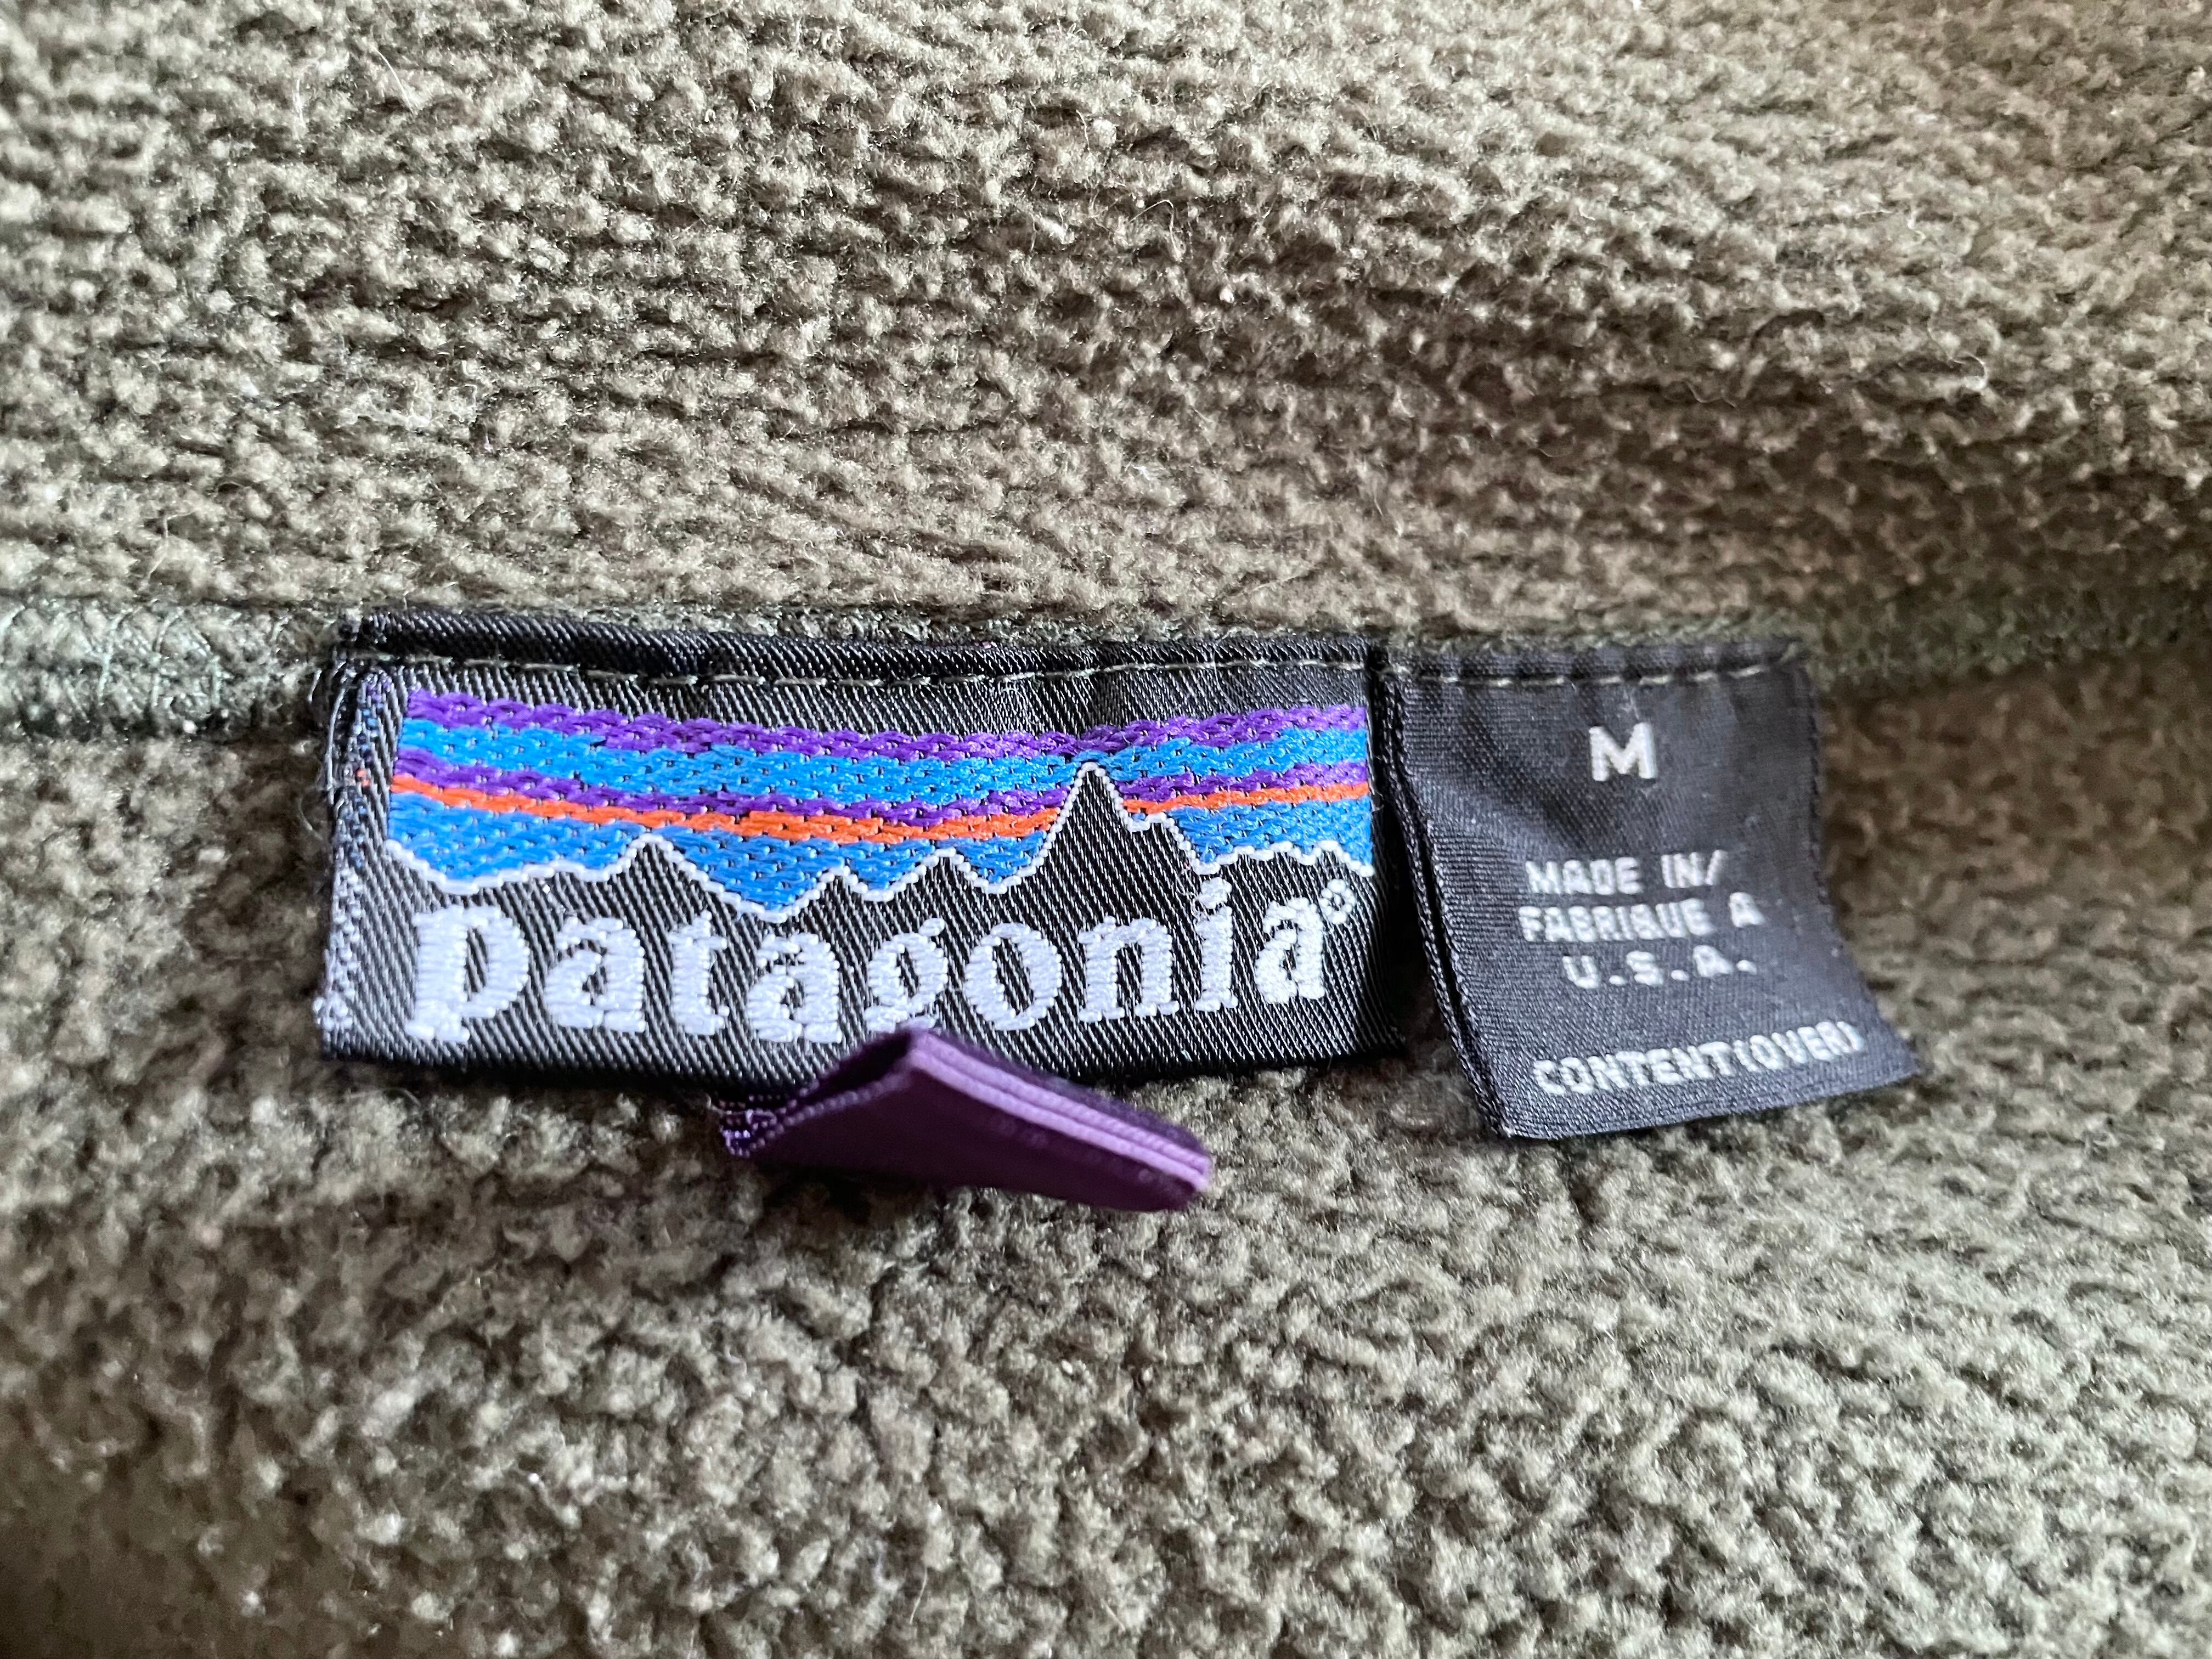 patagonia®
M
MADE IN/
FABRIQUE A
U.S.A.
CONTENT(OVER)